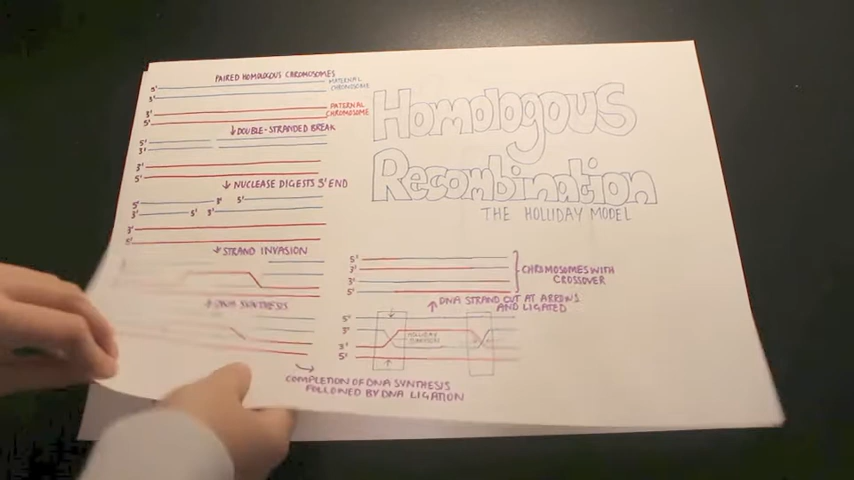 PAIRED HOMOLOGOUS CHROMOSOMES
5'
3'
MATERNAL
CHROMOSOME
3'
5'
PATERNAL
CHROMOSOME
↓ DOUBLE-STRANDED BREAK
5'
3'
3'
5'
↓ NUCLEASE DIGESTS 5' END
5' 3' 5'
3' 5' 3'
3'
5'
↓ STRAND INVASION
↓ DNA SYNTHESIS
COMPLETION OF DNA SYNTHESIS
FOLLOWED BY DNA LIGATION
Homologous
Recombination
THE HOLLIDAY MODEL
5'
3'
3'
5'
CHROMOSOMES WITH
CROSSOVER
↑ DNA STRAND CUT AT ARROWS
AND LIGATED
5'
3'
HOLLIDAY
JUNCTION
3'
5'